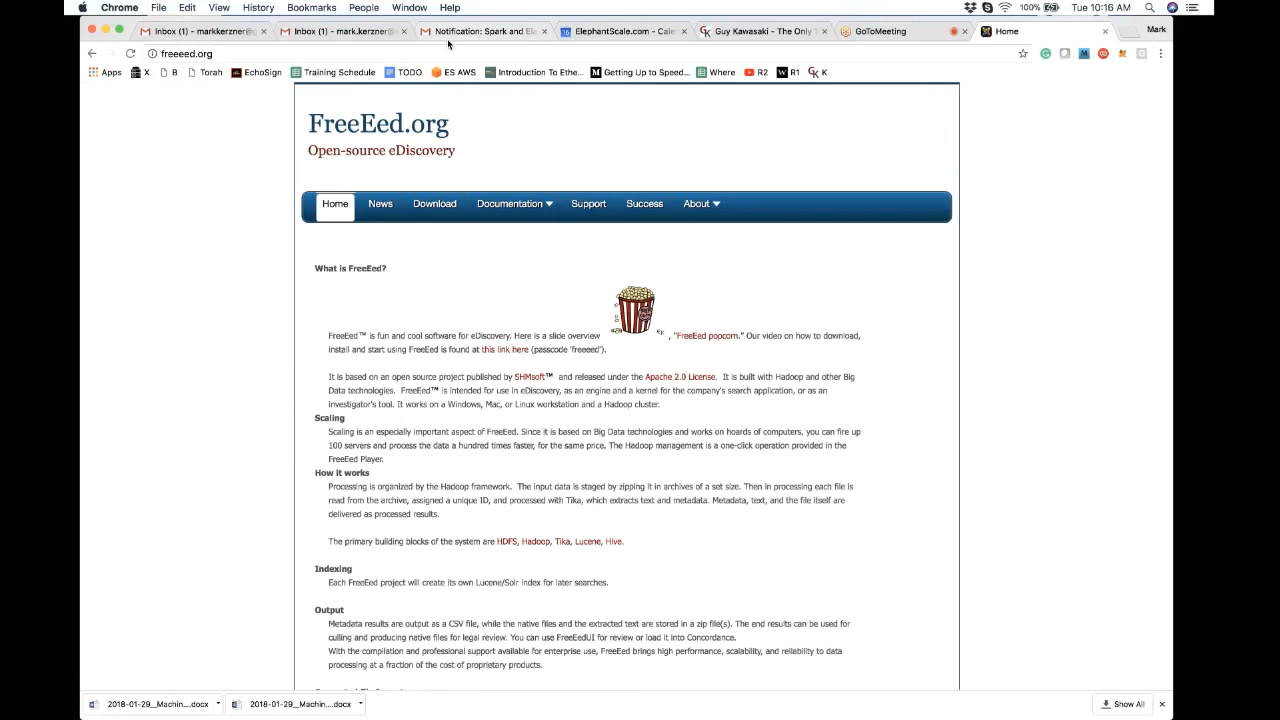 Chrome File Edit View History Bookmarks People Window Help 100% Tue 10:16 AM
Inbox (1) - markkerzner@g Inbox (1) - mark.kerzner@ Notification: Spark and Ela ElephantScale.com - Cale Guy Kawasaki - The Only GoToMeeting Home Mark
freeeed.org
Apps X B Torah EchoSign Training Schedule TODO ES AWS Introduction To Ethe... Getting Up to Speed... Where R2 R1 K
FreeEed.org
Open-source eDiscovery
Home News Download Documentation Support Success About
What is FreeEed?
FreeEed™ is fun and cool software for eDiscovery. Here is a slide overview , "FreeEed popcorn." Our video on how to download,
install and start using FreeEed is found at this link here (passcode 'freeeed').
It is based on an open source project published by SHMsoft™ and released under the Apache 2.0 License. It is built with Hadoop and other Big
Data technologies. FreeEed™ is intended for use in eDiscovery, as an engine and a kernel for the company's search application, or as an
investigator's tool. It works on a Windows, Mac, or Linux workstation and a Hadoop cluster.
Scaling
Scaling is an especially important aspect of FreeEed. Since it is based on Big Data technologies and works on hoards of computers, you can fire up
100 servers and process the data a hundred times faster, for the same price. The Hadoop management is a one-click operation provided in the
FreeEed Player.
How it works
Processing is organized by the Hadoop framework. The input data is staged by zipping it in archives of a set size. Then in processing each file is
read from the archive, assigned a unique ID, and processed with Tika, which extracts text and metadata. Metadata, text, and the file itself are
delivered as processed results.
The primary building blocks of the system are HDFS, Hadoop, Tika, Lucene, Hive.
Indexing
Each FreeEed project will create its own Lucene/Solr index for later searches.
Output
Metadata results are output as a CSV file, while the native files and the extracted text are stored in a zip file(s). The end results can be used for
culling and producing native files for legal review. You can use FreeEedUI for review or load it into Concordance.
With the compilation and professional support available for enterprise use, FreeEed brings high performance, scalability, and reliability to data
processing at a fraction of the cost of proprietary products.
2018-01-29__Machin....docx 2018-01-29__Machin....docx Show All